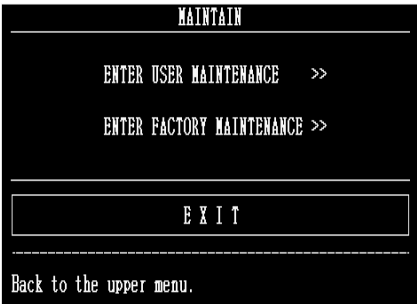 MAINTAIN
ENTER USER MAINTENANCE >>
ENTER FACTORY MAINTENANCE >>
E X I T
Back to the upper menu.